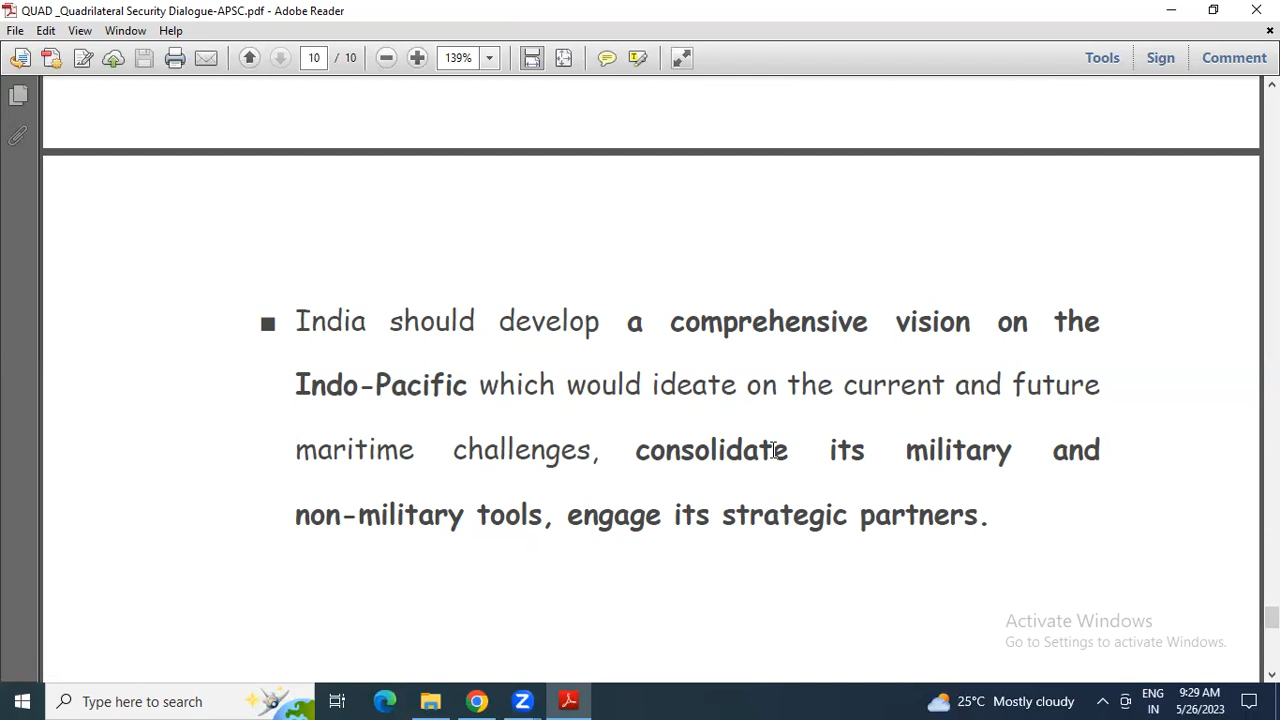 QUAD _Quadrilateral Security Dialogue-APSC.pdf - Adobe Reader
File Edit View Window Help
10 / 10 139% Tools Sign Comment
■ India should develop a comprehensive vision on the
Indo-Pacific which would ideate on the current and future
maritime challenges, consolidate its military and
non-military tools, engage its strategic partners.
Activate Windows
Go to Settings to activate Windows.
Type here to search
25°C Mostly cloudy
ENG
IN
9:29 AM
5/26/2023